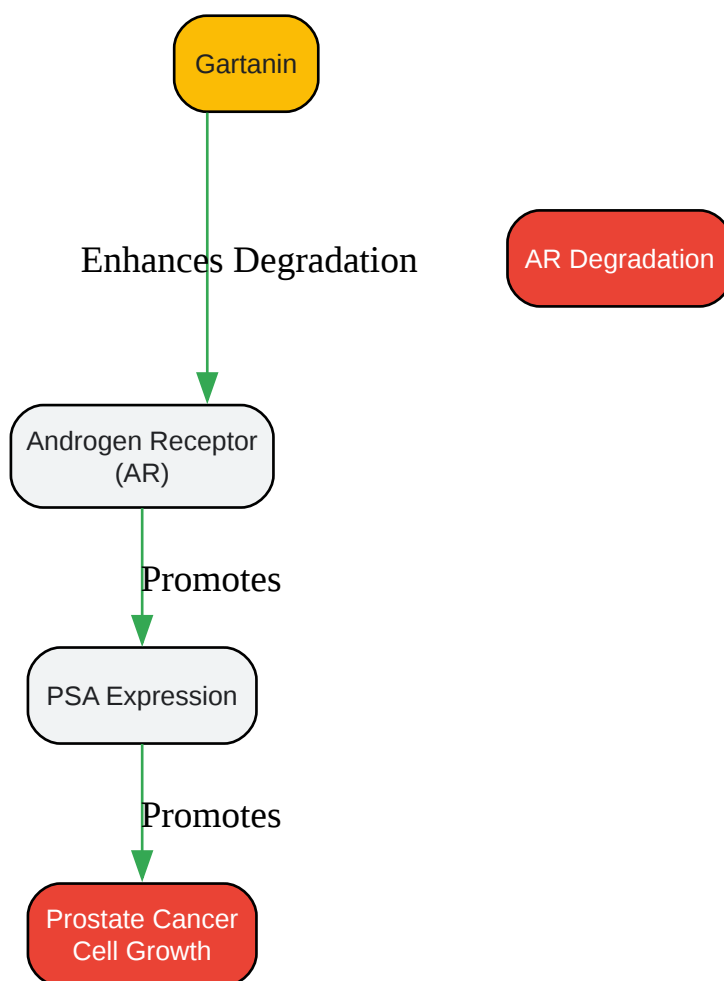 Gartanin
Enhances Degradation
AR Degradation
Androgen Receptor
(AR)
Promotes
PSA Expression
Promotes
Prostate Cancer
Cell Growth